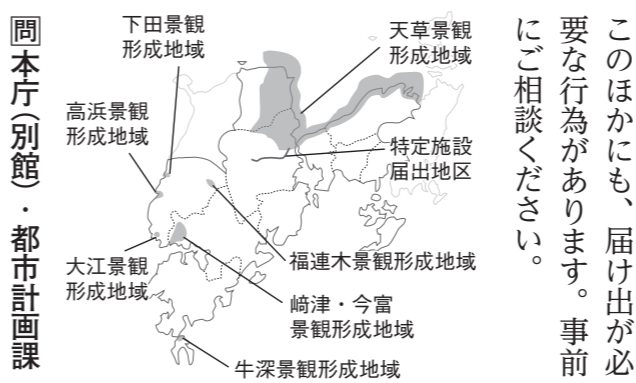 このほかにも、届け出が必
要な行為があります。事前
にご相談ください。
下田景観
形成地域
天草景観
形成地域
高浜景観
形成地域
特定施設
届出地区
大江景観
形成地域
福連木景観形成地域
﨑津・今富
景観形成地域
牛深景観形成地域
問本庁(別館)・都市計画課